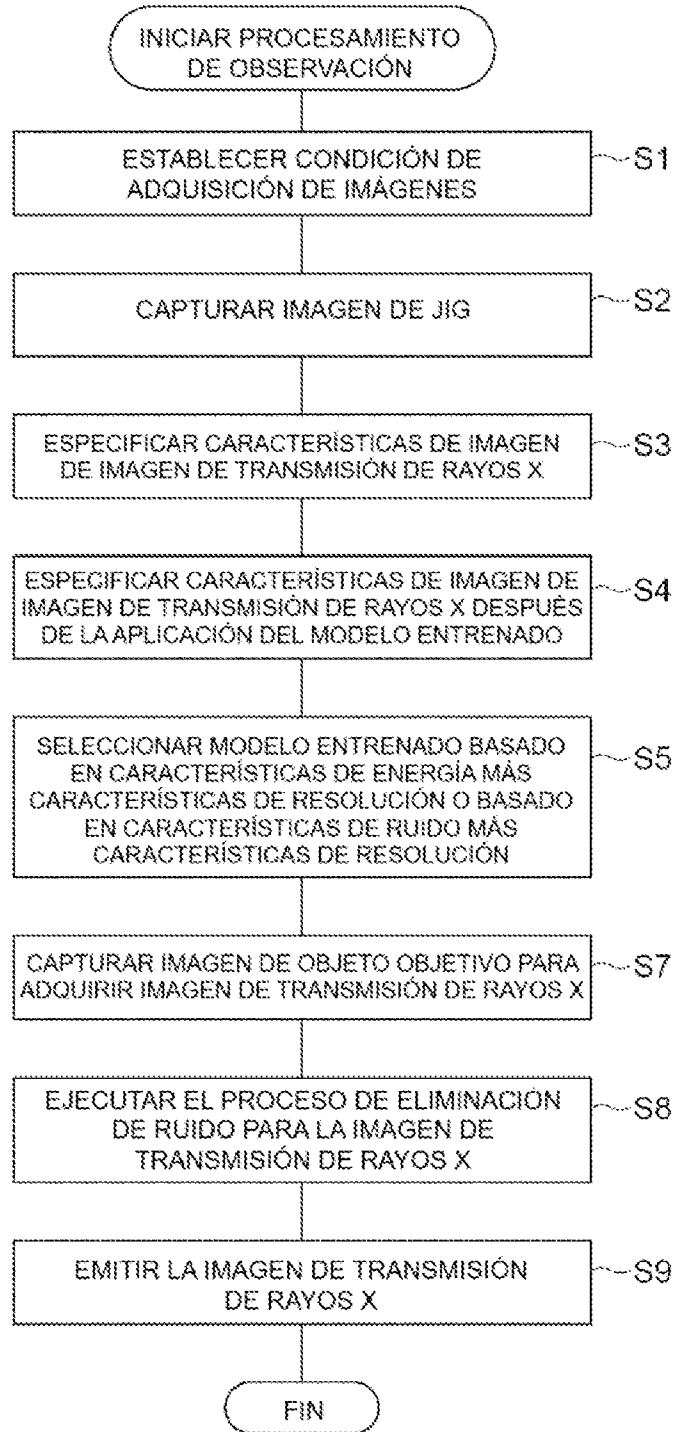 INICIAR PROCESAMIENTO
DE OBSERVACIÓN
ESTABLECER CONDICIÓN DE
ADQUISICIÓN DE IMÁGENES
S1
CAPTURAR IMAGEN DE JIG
S2
ESPECIFICAR CARACTERÍSTICAS DE IMAGEN
DE IMAGEN DE TRANSMISIÓN DE RAYOS X
S3
ESPECIFICAR CARACTERÍSTICAS DE IMAGEN DE
IMAGEN DE TRANSMISIÓN DE RAYOS X DESPUÉS
DE LA APLICACIÓN DEL MODELO ENTRENADO
S4
SELECCIONAR MODELO ENTRENADO BASADO
EN CARACTERÍSTICAS DE ENERGÍA MÁS
CARACTERÍSTICAS DE RESOLUCIÓN O BASADO
EN CARACTERÍSTICAS DE RUIDO MÁS
CARACTERÍSTICAS DE RESOLUCIÓN
S5
CAPTURAR IMAGEN DE OBJETO OBJETIVO PARA
ADQUIRIR IMAGEN DE TRANSMISIÓN DE RAYOS X
S7
EJECUTAR EL PROCESO DE ELIMINACIÓN
DE RUIDO PARA LA IMAGEN DE
TRANSMISIÓN DE RAYOS X
S8
EMITIR LA IMAGEN DE TRANSMISIÓN
DE RAYOS X
S9
FIN